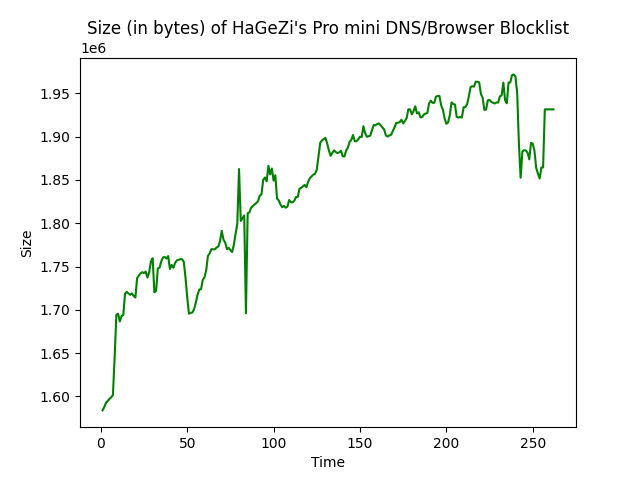 Size (in bytes) of HaGeZi's Pro mini DNS/Browser Blocklist
1e6
1.95
1.90
1.85
1.80
1.75
1.70
1.65
1.60
Size
0 50 100 150 200 250
Time